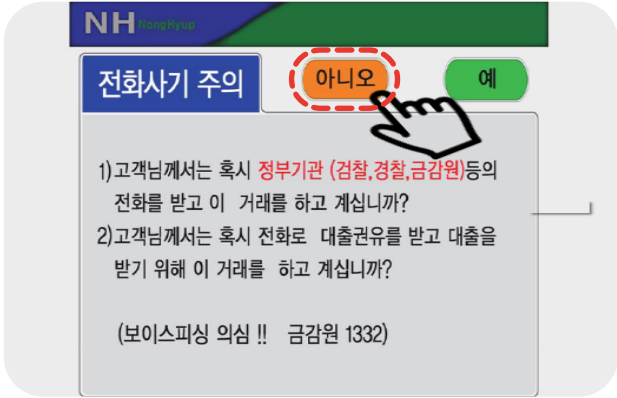 NH NongHyup
전화사기 주의
아니오
예
1)고객님께서는 혹시 정부기관 (검찰,경찰,금감원)등의
전화를 받고 이 거래를 하고 계십니까?
2)고객님께서는 혹시 전화로 대출권유를 받고 대출을
받기 위해 이 거래를 하고 계십니까?
(보이스피싱 의심 !! 금감원 1332)